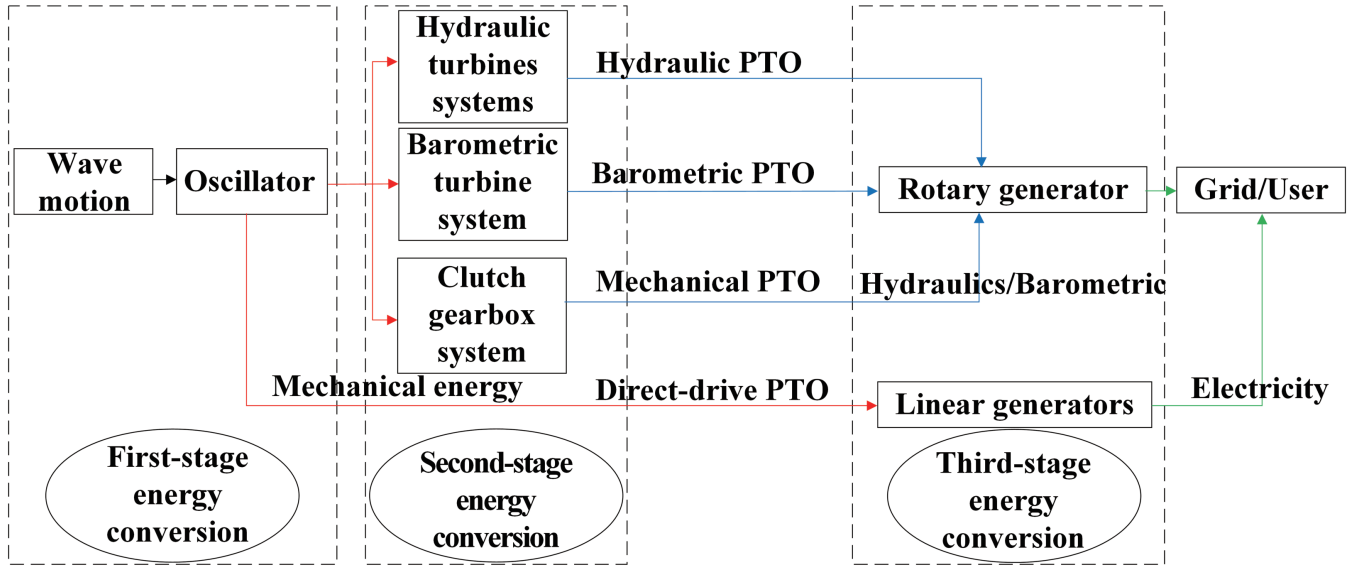 Wave
motion
Oscillator
Hydraulic
turbines
systems
Barometric
turbine
system
Clutch
gearbox
system
Hydraulic PTO
Barometric PTO
Mechanical PTO
Hydraulics/Barometric
Mechanical energy
Direct-drive PTO
Rotary generator
Linear generators
Grid/User
Electricity
First-stage
energy
conversion
Second-stage
energy
conversion
Third-stage
energy
conversion